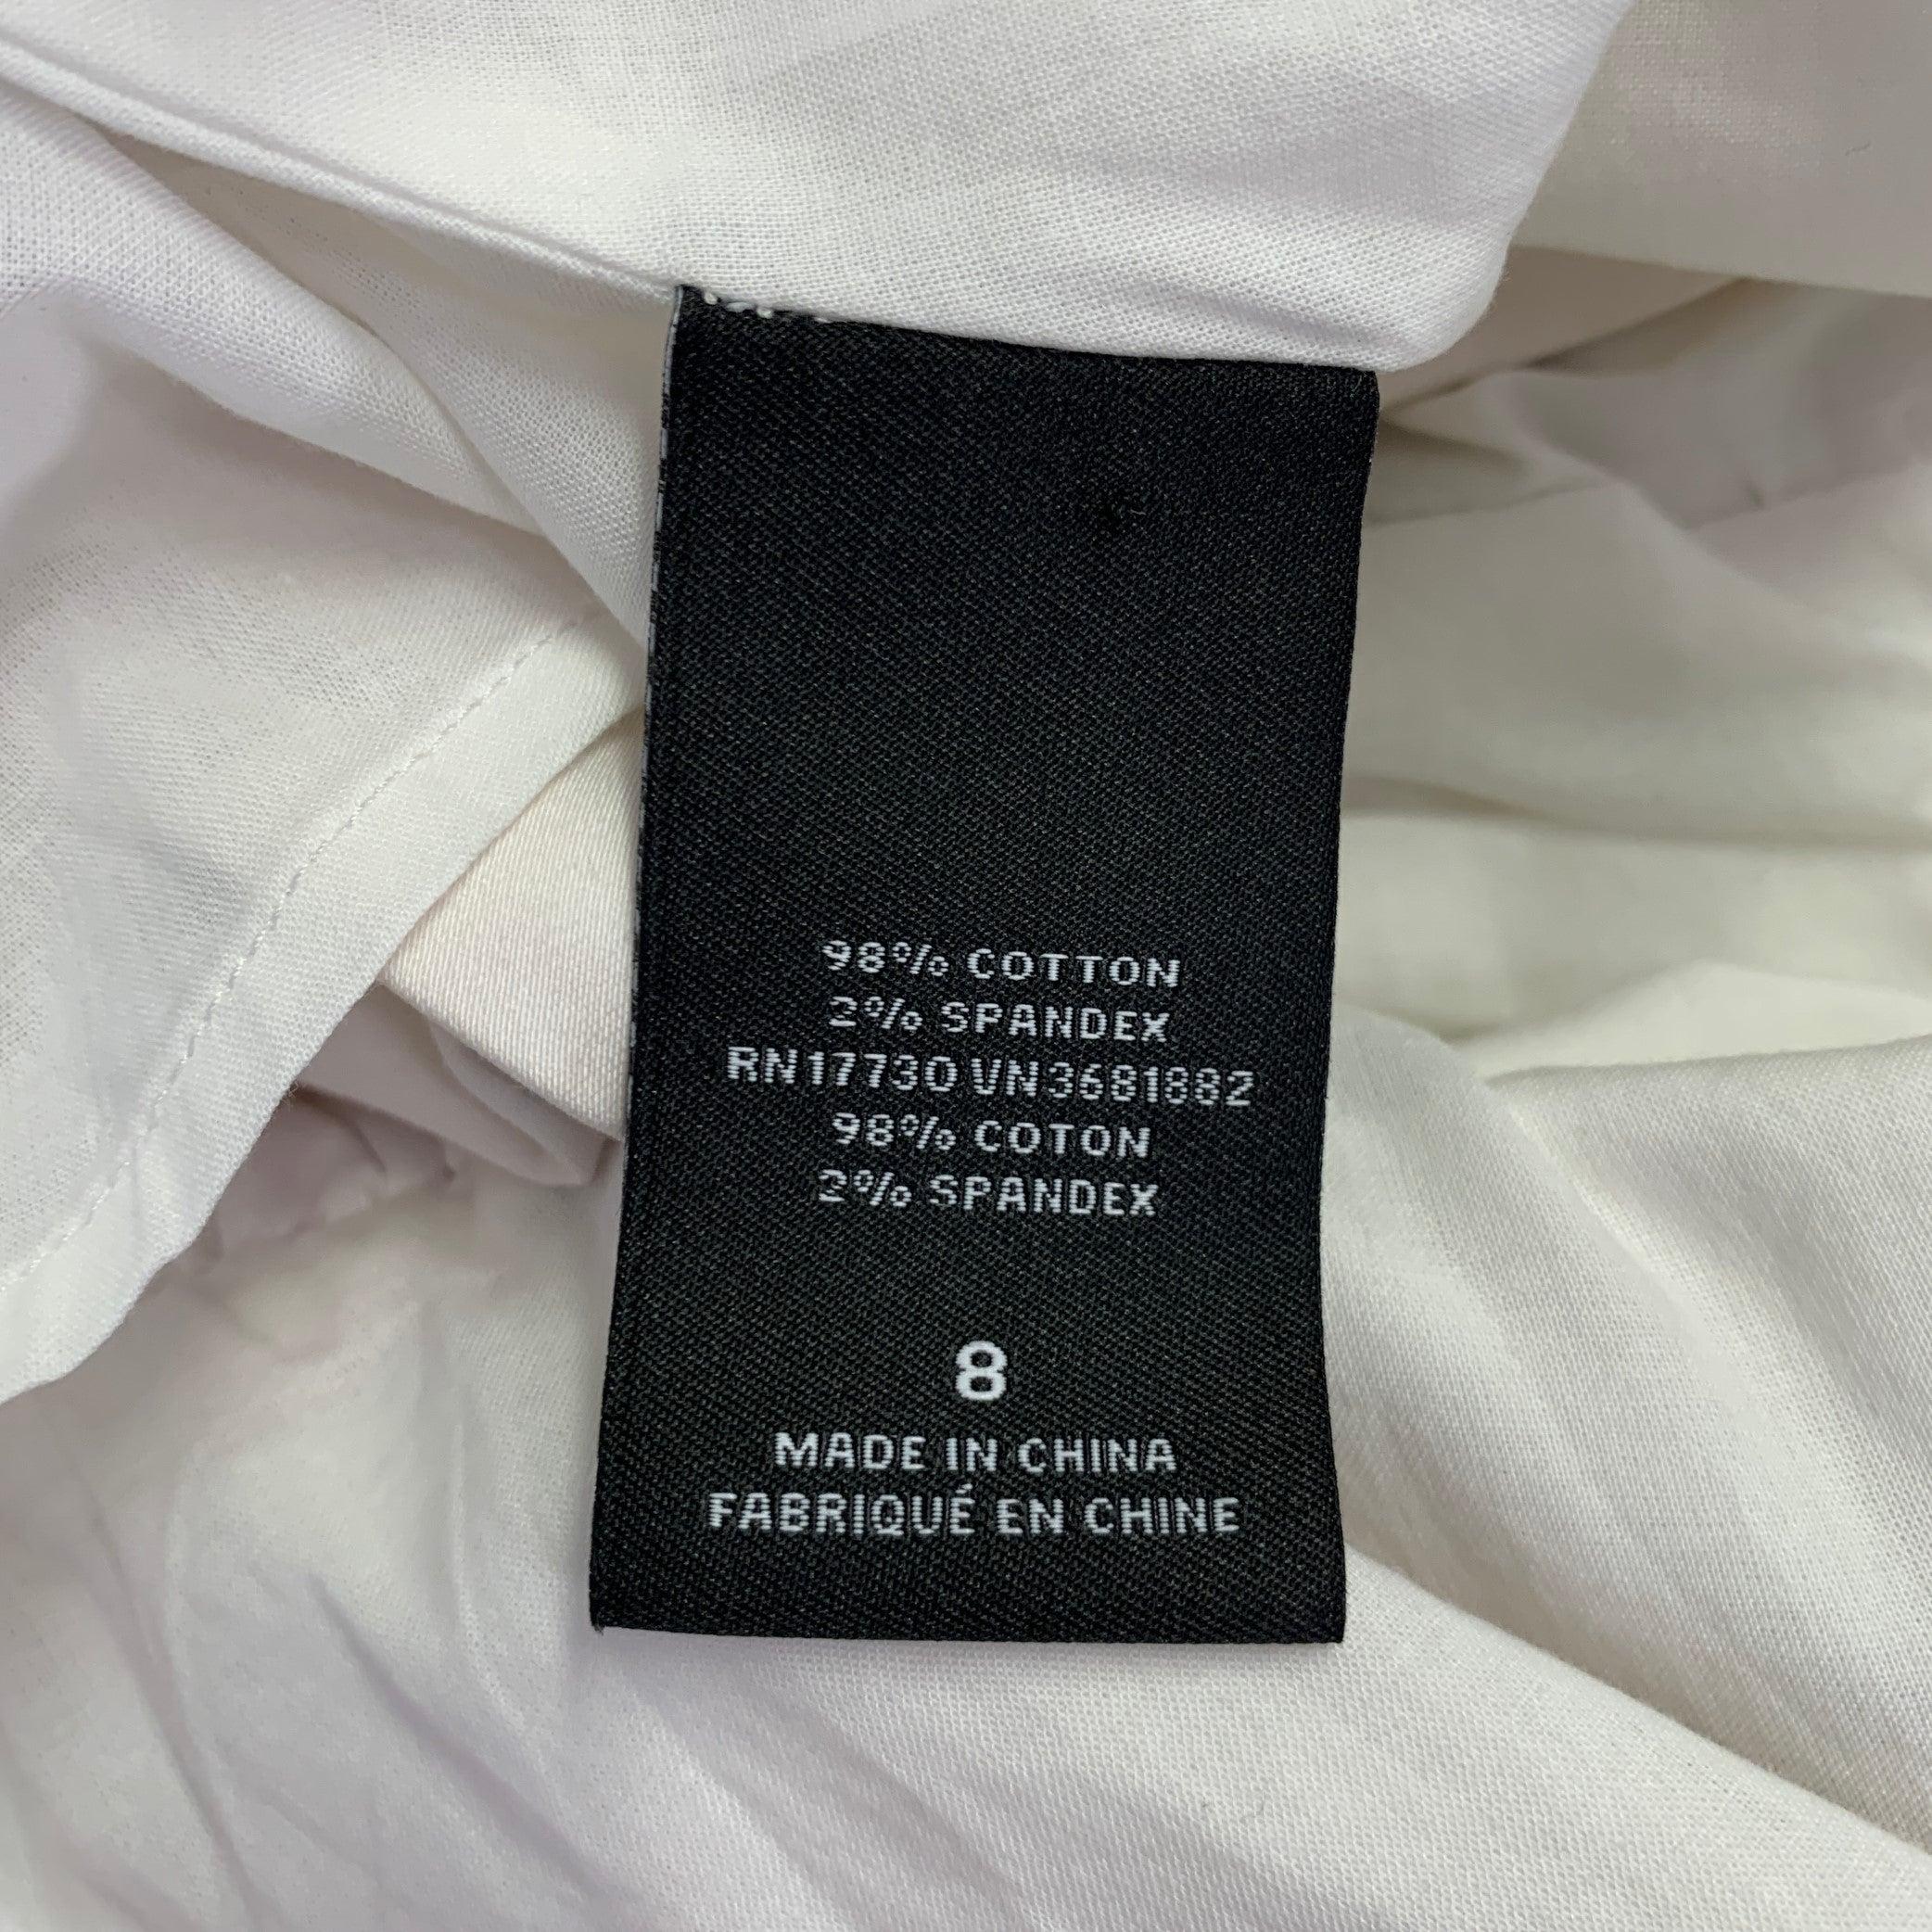 98% COTTON
2% SPANDEX
RN17730 VN3681882
98% COTON
2% SPANDEX
8
MADE IN CHINA
FABRIQUÉ EN CHINE